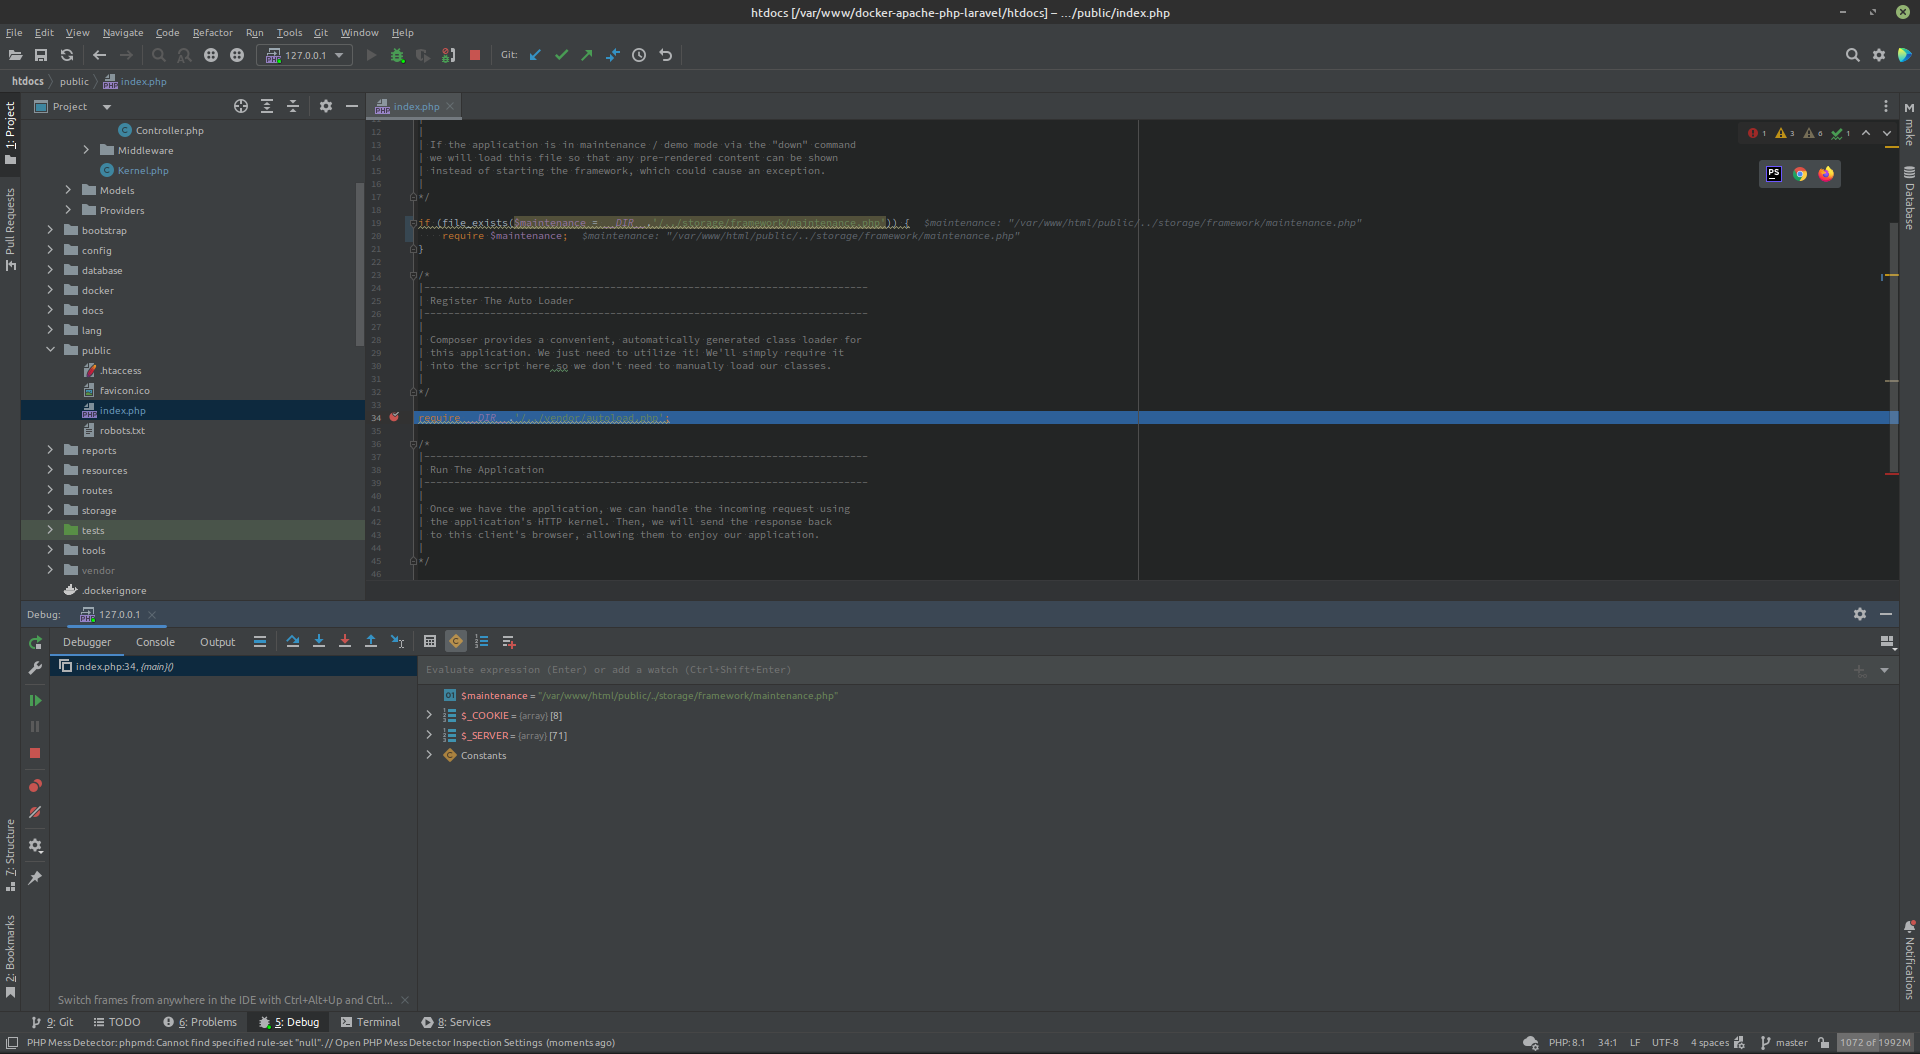 htdocs [/var/www/docker-apache-php-laravel/htdocs] – .../public/index.php
File Edit View Navigate Code Refactor Run Tools Git Window Help
127.0.0.1 Git:
htdocs public index.php
1: Project
Pull Requests
7: Structure
2: Bookmarks
Project
Controller.php
Middleware
Kernel.php
Models
Providers
bootstrap
config
database
docker
docs
lang
public
.htaccess
favicon.ico
index.php
robots.txt
reports
resources
routes
storage
tests
tools
vendor
.dockerignore
index.php
1 3 6 1
12 |
13 | If the application is in maintenance / demo mode via the "down" command
14 | we will load this file so that any pre-rendered content can be shown
15 | instead of starting the framework, which could cause an exception.
16 |
17 */
18
19 if (file_exists($maintenance = __DIR__.'/../storage/framework/maintenance.php')) { $maintenance: "/var/www/html/public/../storage/framework/maintenance.php"
20 require $maintenance; $maintenance: "/var/www/html/public/../storage/framework/maintenance.php"
21 }
22
23 /*
24 |--------------------------------------------------------------------------
25 | Register The Auto Loader
26 |--------------------------------------------------------------------------
27 |
28 | Composer provides a convenient, automatically generated class loader for
29 | this application. We just need to utilize it! We'll simply require it
30 | into the script here so we don't need to manually load our classes.
31 |
32 */
33
34 require __DIR__.'/../vendor/autoload.php';
35
36 /*
37 |--------------------------------------------------------------------------
38 | Run The Application
39 |--------------------------------------------------------------------------
40 |
41 | Once we have the application, we can handle the incoming request using
42 | the application's HTTP kernel. Then, we will send the response back
43 | to this client's browser, allowing them to enjoy our application.
44 |
45 */
46
PS
make
Database
Notifications
Debug: 127.0.0.1
Debugger Console Output
index.php:34, {main}()
Evaluate expression (Enter) or add a watch (Ctrl+Shift+Enter)
$maintenance = "/var/www/html/public/../storage/framework/maintenance.php"
$_COOKIE = {array} [8]
$_SERVER = {array} [71]
Constants
Switch frames from anywhere in the IDE with Ctrl+Alt+Up and Ctrl...
9: Git TODO 6: Problems 5: Debug Terminal 8: Services
PHP Mess Detector: phpmd: Cannot find specified rule-set "null". // Open PHP Mess Detector Inspection Settings (moments ago)
PHP: 8.1 34:1 LF UTF-8 4 spaces master 1072 of 1992M